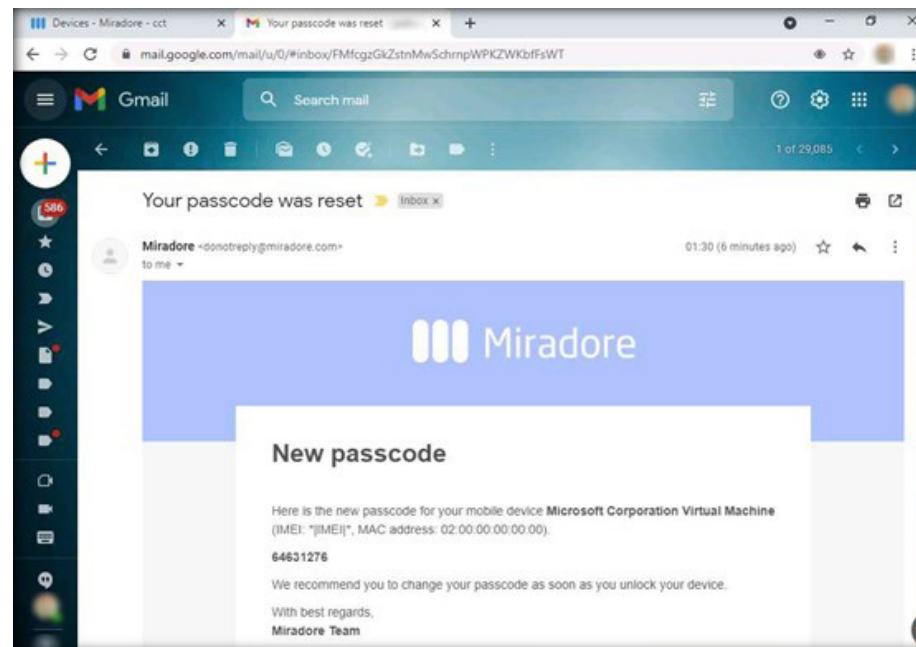 Devices - Miradore - cct
Your passcode was reset
mail.google.com/mail/u/0/#inbox/FMfcgzGkZstnMwSchrnpWPKZWKbfFsWT
Gmail
Search mail
1 of 29,085
586
Your passcode was reset Inbox x
Miradore <donotreply@miradore.com> 01:30 (6 minutes ago)
to me
Miradore
New passcode
Here is the new passcode for your mobile device Microsoft Corporation Virtual Machine
(IMEI: *|IMEI|*, MAC address: 02:00:00:00:00:00).
64631276
We recommend you to change your passcode as soon as you unlock your device.
With best regards,
Miradore Team